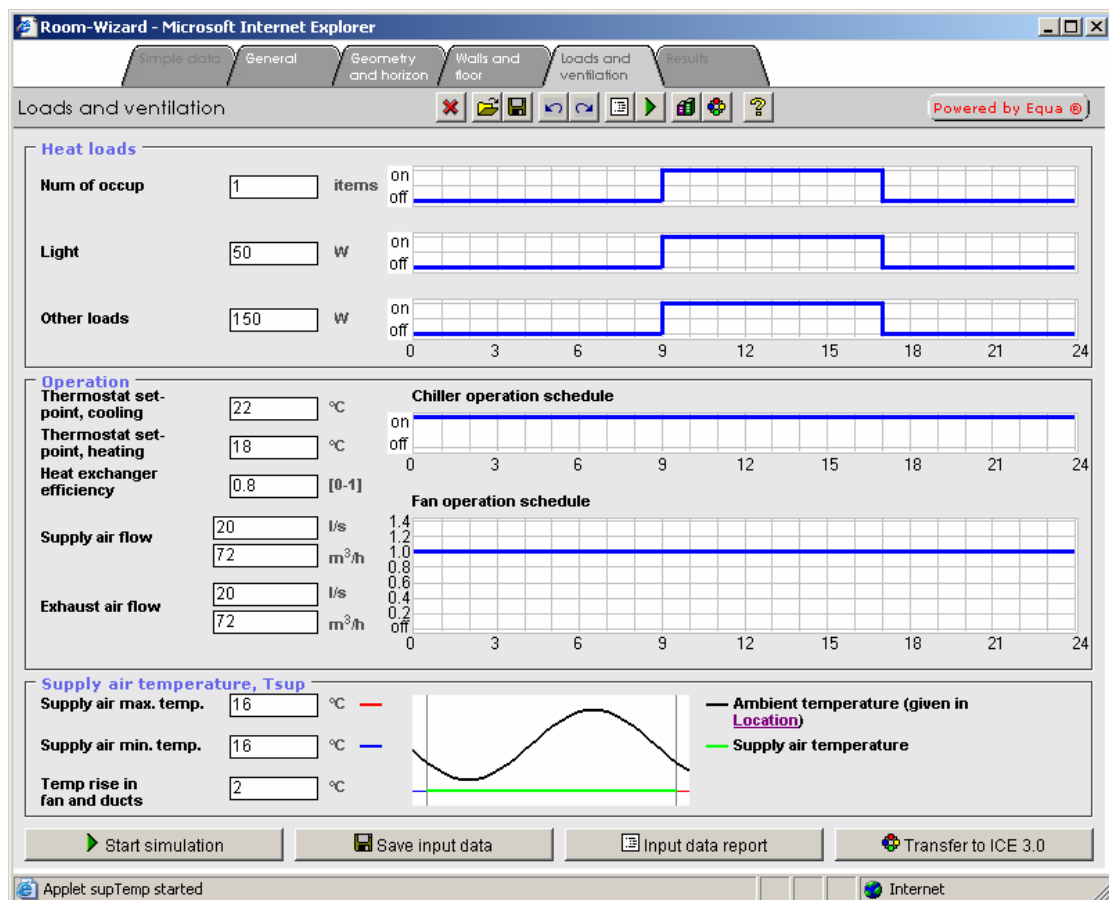 Room-Wizard - Microsoft Internet Explorer
Simple data
General
Geometry
and horizon
Walls and
floor
Loads and
ventilation
Results
Loads and ventilation
Powered by Equa ®
Heat loads
Num of occup
1
items
on
off
Light
50
W
on
off
Other loads
150
W
on
off
0 3 6 9 12 15 18 21 24
Operation
Thermostat set-
point, cooling
22
°C
Thermostat set-
point, heating
18
°C
Heat exchanger
efficiency
0.8
[0-1]
Supply air flow
20
l/s
72
m³/h
Exhaust air flow
20
l/s
72
m³/h
Chiller operation schedule
on
off
0 3 6 9 12 15 18 21 24
Fan operation schedule
1.4
1.2
1.0
0.8
0.6
0.4
0.2
off
0 3 6 9 12 15 18 21 24
Supply air temperature, Tsup
Supply air max. temp.
16
°C
Supply air min. temp.
16
°C
Temp rise in
fan and ducts
2
°C
Ambient temperature (given in
Location)
Supply air temperature
Start simulation
Save input data
Input data report
Transfer to ICE 3.0
Applet supTemp started
Internet